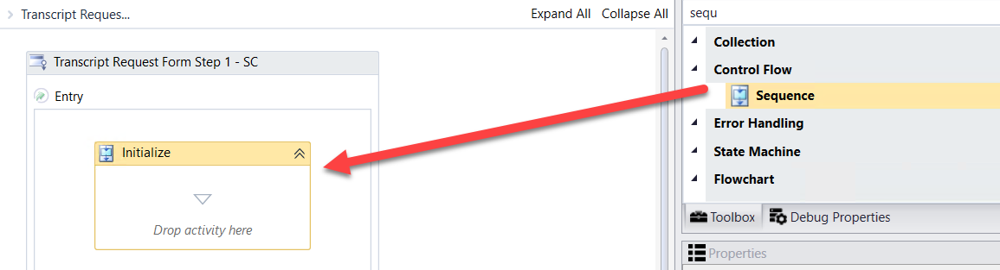 Transcript Reques...
Expand All Collapse All
Transcript Request Form Step 1 - SC
Entry
Initialize
Drop activity here
sequ
Collection
Control Flow
Sequence
Error Handling
State Machine
Flowchart
Toolbox Debug Properties
Properties